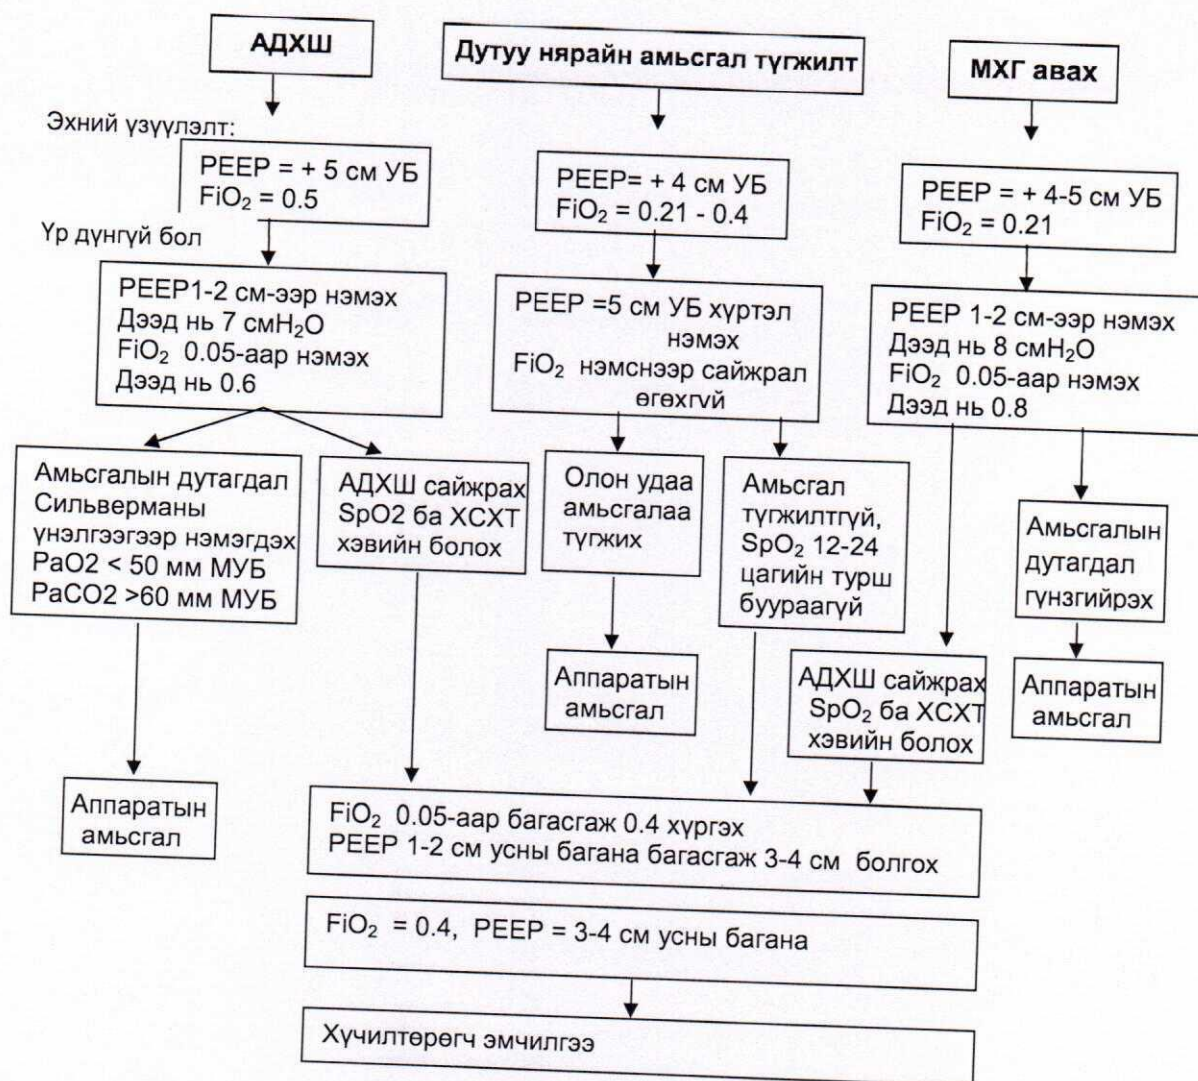 АДХШ
Дутуу нярайн амьсгал түгжилт
МХГ авах
Эхний үзүүлэлт:
PEEP = + 5 см УБ
FiO₂ = 0.5
PEEP= + 4 см УБ
FiO₂ = 0.21 - 0.4
PEEP = + 4-5 см УБ
FiO₂ = 0.21
Үр дүнгүй бол
PEEP1-2 см-ээр нэмэх
Дээд нь 7 смH₂O
FiO₂ 0.05-аар нэмэх
Дээд нь 0.6
PEEP =5 см УБ хүртэл
нэмэх
FiO₂ нэмснээр сайжрал
өгөхгүй
PEEP 1-2 см-ээр нэмэх
Дээд нь 8 смH₂O
FiO₂ 0.05-аар нэмэх
Дээд нь 0.8
Амьсгалын дутагдал
Сильверманы
үнэлгээгээр нэмэгдэх
PaO2 < 50 мм МУБ
PaCO2 >60 мм МУБ
АДХШ сайжрах
SpO2 ба ХСХТ
хэвийн болох
Олон удаа
амьсгалаа
түгжих
Амьсгал
түгжилтгүй,
SpO₂ 12-24
цагийн турш
буураагүй
Амьсгалын
дутагдал
гүнзгийрэх
Аппаратын
амьсгал
АДХШ сайжрах
SpO₂ ба ХСХТ
хэвийн болох
Аппаратын
амьсгал
Аппаратын
амьсгал
FiO₂ 0.05-аар багасгаж 0.4 хүргэх
PEEP 1-2 см усны багана багасгаж 3-4 см болгох
FiO₂ = 0.4, PEEP = 3-4 см усны багана
Хүчилтөрөгч эмчилгээ